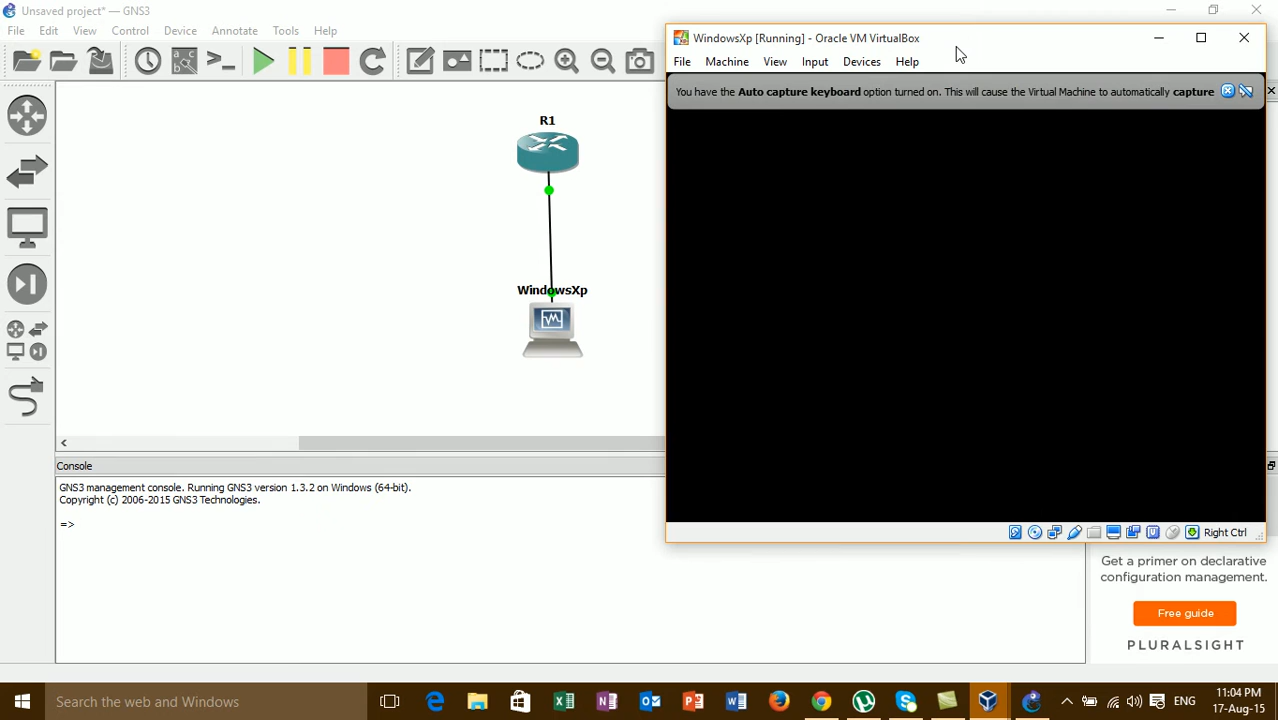 Unsaved project* — GNS3
File Edit View Control Device Annotate Tools Help
R1
WindowsXp
Console
GNS3 management console. Running GNS3 version 1.3.2 on Windows (64-bit).
Copyright (c) 2006-2015 GNS3 Technologies.
=>
WindowsXp [Running] - Oracle VM VirtualBox
File Machine View Input Devices Help
You have the Auto capture keyboard option turned on. This will cause the Virtual Machine to automatically capture
Right Ctrl
Get a primer on declarative
configuration management.
Free guide
PLURALSIGHT
Search the web and Windows
ENG
11:04 PM
17-Aug-15